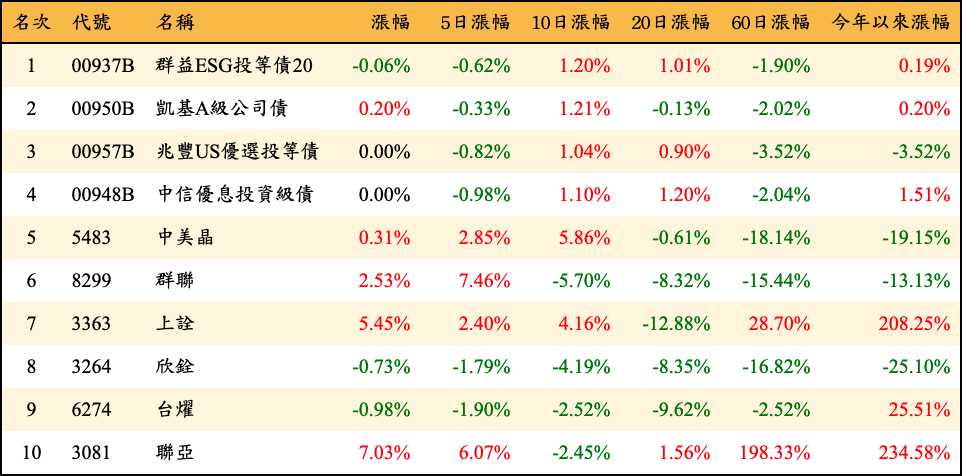 名次 代號 名稱 漲幅 5日漲幅 10日漲幅 20日漲幅 60日漲幅 今年以來漲幅
1 00937B 群益ESG投等債20 -0.06% -0.62% 1.20% 1.01% -1.90% 0.19%
2 00950B 凱基A級公司債 0.20% -0.33% 1.21% -0.13% -2.02% 0.20%
3 00957B 兆豐US優選投等債 0.00% -0.82% 1.04% 0.90% -3.52% -3.52%
4 00948B 中信優息投資級債 0.00% -0.98% 1.10% 1.20% -2.04% 1.51%
5 5483 中美晶 0.31% 2.85% 5.86% -0.61% -18.14% -19.15%
6 8299 群聯 2.53% 7.46% -5.70% -8.32% -15.44% -13.13%
7 3363 上詮 5.45% 2.40% 4.16% -12.88% 28.70% 208.25%
8 3264 欣銓 -0.73% -1.79% -4.19% -8.35% -16.82% -25.10%
9 6274 台燿 -0.98% -1.90% -2.52% -9.62% -2.52% 25.51%
10 3081 聯亞 7.03% 6.07% -2.45% 1.56% 198.33% 234.58%